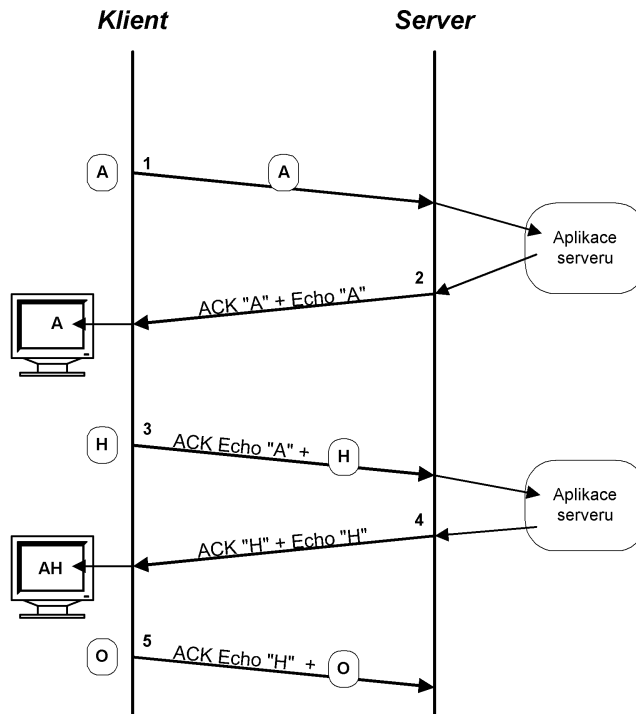 Klient
Server
A
1
A
Aplikace
serveru
2
ACK "A" + Echo "A"
A
H
3
ACK Echo "A" +
H
Aplikace
serveru
4
ACK "H" + Echo "H"
AH
O
5
ACK Echo "H" +
O